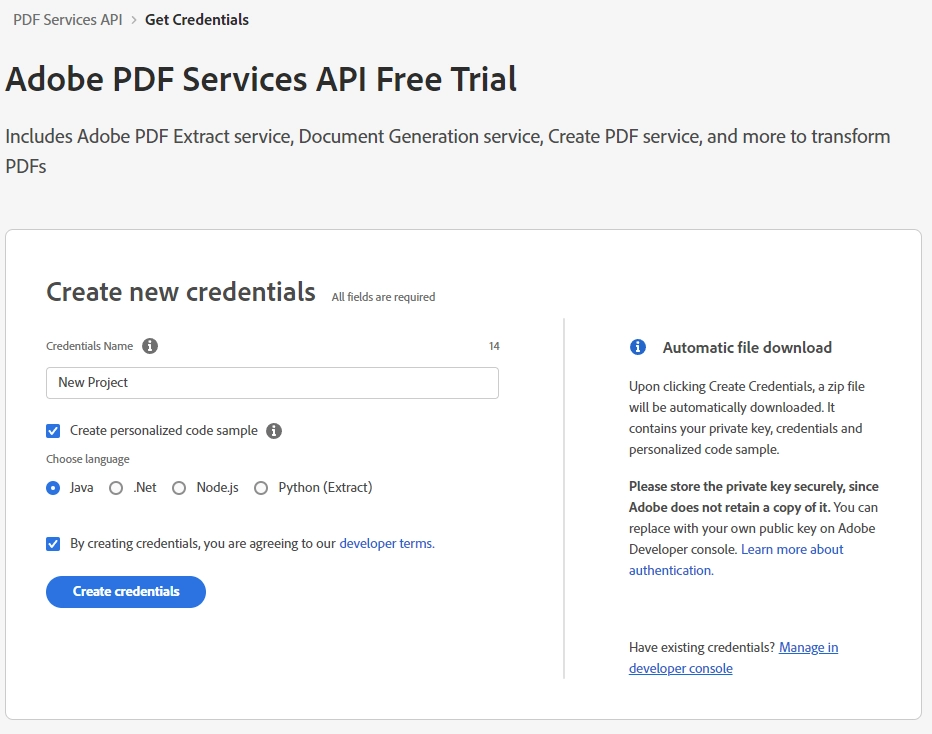 PDF Services API > Get Credentials
Adobe PDF Services API Free Trial
Includes Adobe PDF Extract service, Document Generation service, Create PDF service, and more to transform
PDFs
Create new credentials All fields are required
Credentials Name 14
New Project
Create personalized code sample
Choose language
Java .Net Node.js Python (Extract)
By creating credentials, you are agreeing to our developer terms.
Create credentials
Automatic file download
Upon clicking Create Credentials, a zip file
will be automatically downloaded. It
contains your private key, credentials and
personalized code sample.
Please store the private key securely, since
Adobe does not retain a copy of it. You can
replace with your own public key on Adobe
Developer console. Learn more about
authentication.
Have existing credentials? Manage in
developer console